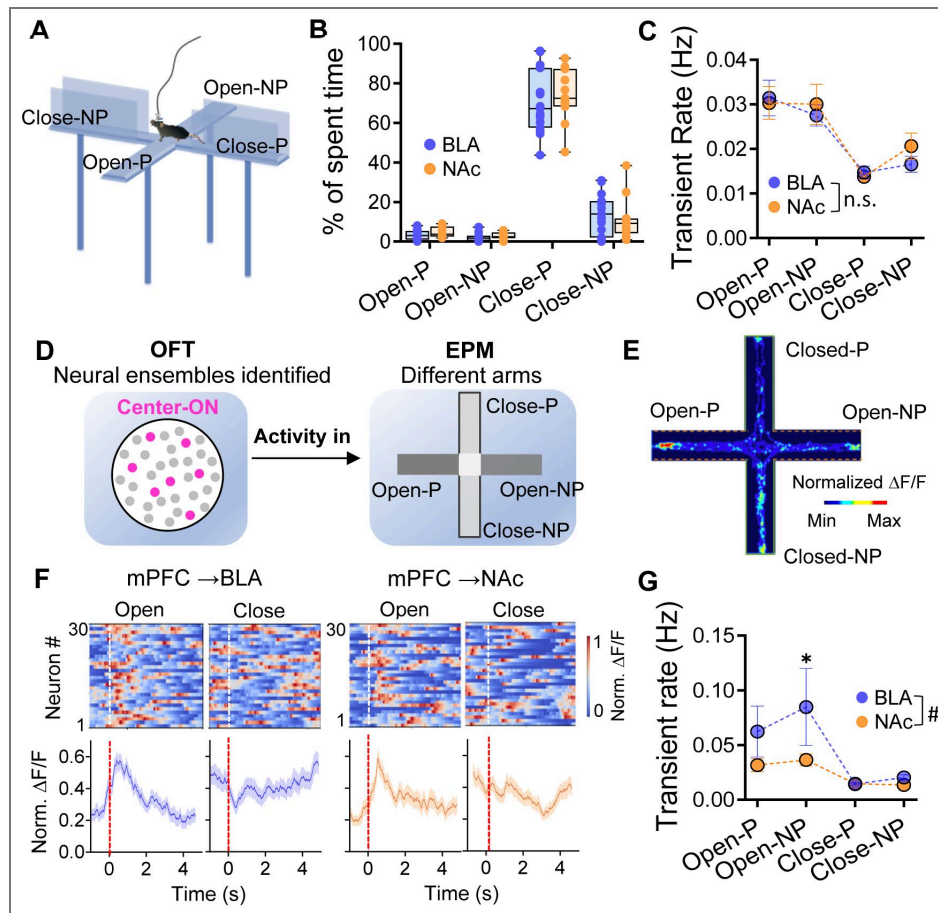 A
Open-NP
Close-NP
Open-P
Close-P
B
% of spent time
100
80
60
40
20
0
BLA
NAc
Open-P
Open-NP
Close-P
Close-NP
C
Transient Rate (Hz)
0.04
0.03
0.02
0.01
0.00
BLA
NAc
n.s.
Open-P
Open-NP
Close-P
Close-NP
D
OFT
Neural ensembles identified
Center-ON
Activity in
EPM
Different arms
Close-P
Open-P
Open-NP
Close-NP
E
Closed-P
Open-P
Open-NP
Normalized ΔF/F
Min
Max
Closed-NP
F
mPFC →BLA
mPFC →NAc
Open
Close
Open
Close
Neuron #
30
1
1
0
Norm. ΔF/F
Norm. ΔF/F
0.6
0.4
0.2
0.0
0 2 4
0 2 4
0 2 4
0 2 4
Time (s)
Time (s)
G
Transient rate (Hz)
0.15
0.10
0.05
0.00
*
BLA
NAc
#
Open-P
Open-NP
Close-P
Close-NP